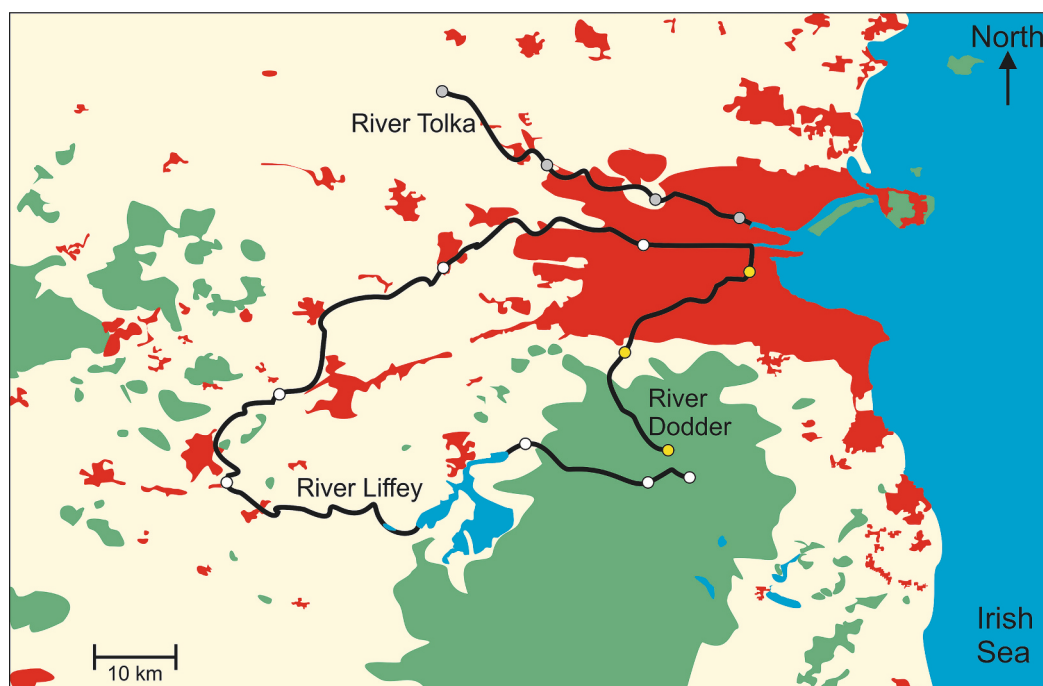 North
River Tolka
River
Dodder
River Liffey
Irish
Sea
10 km